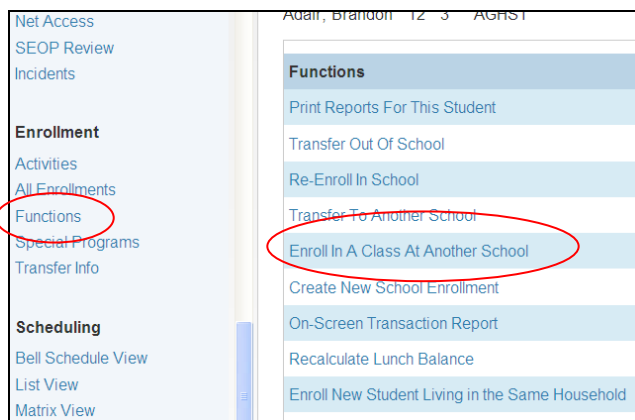 Net Access
SEOP Review
Incidents
Enrollment
Activities
All Enrollments
Functions
Special Programs
Transfer Info
Scheduling
Bell Schedule View
List View
Matrix View
Adair, Brandon 12 3 AGHST
Functions
Print Reports For This Student
Transfer Out Of School
Re-Enroll In School
Transfer To Another School
Enroll In A Class At Another School
Create New School Enrollment
On-Screen Transaction Report
Recalculate Lunch Balance
Enroll New Student Living in the Same Household